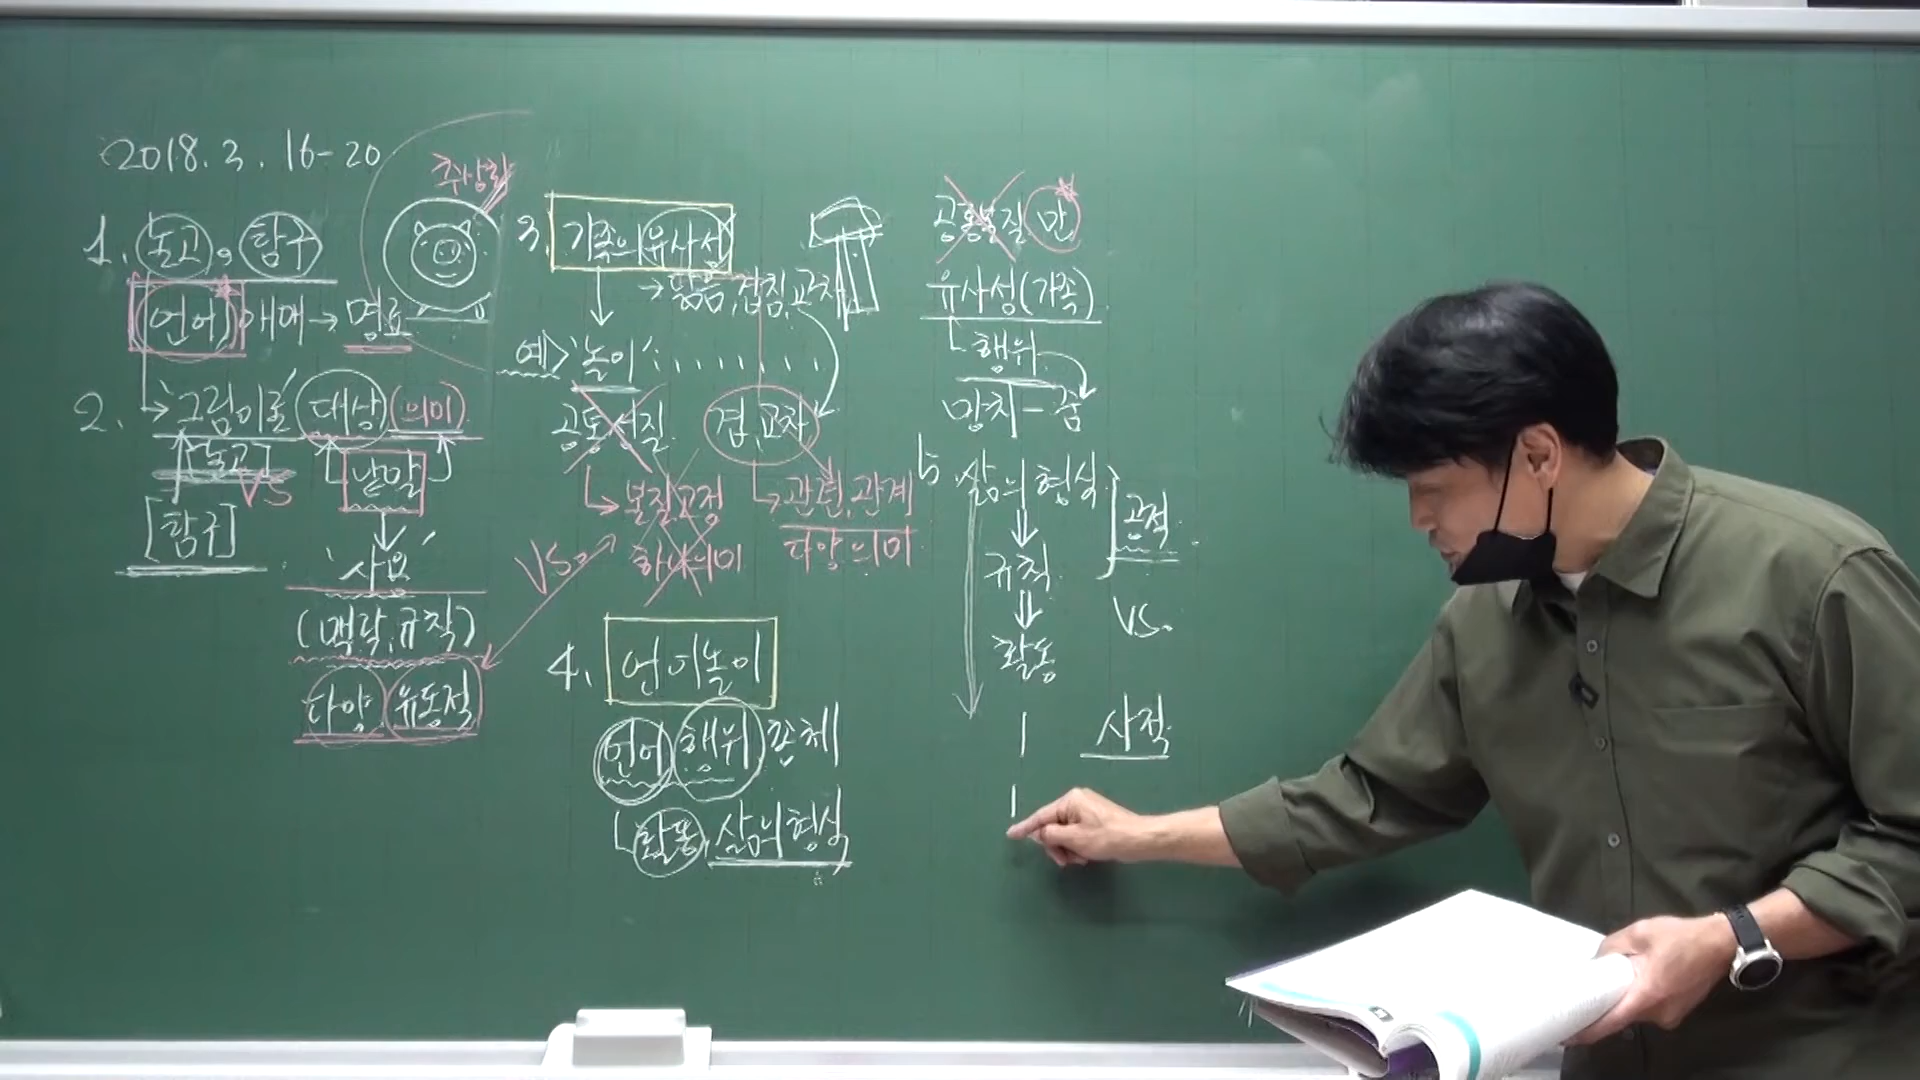 2018. 3. 16-20
추상화
1. 논고, 탐구
언어 애매→명료
2. '그림이론' 대상 (의미)
[논고]
VS
낱말
[탐구]
'사용'
(맥락, 규칙)
다양 유동적
3. 가족의 유사성
→닮음, 겹침, 교차
예> '놀이':
공통성질
겹, 교차
본질고정
하나의미
→관련, 관계
다양의미
VS.
4. 언어놀이
언어 행위 총체
활동, 삶의 형식
공통본질 만
유사성(가족)
행위
망치-춤
5 삶의 형식
규칙
활동
공적
VS.
사적